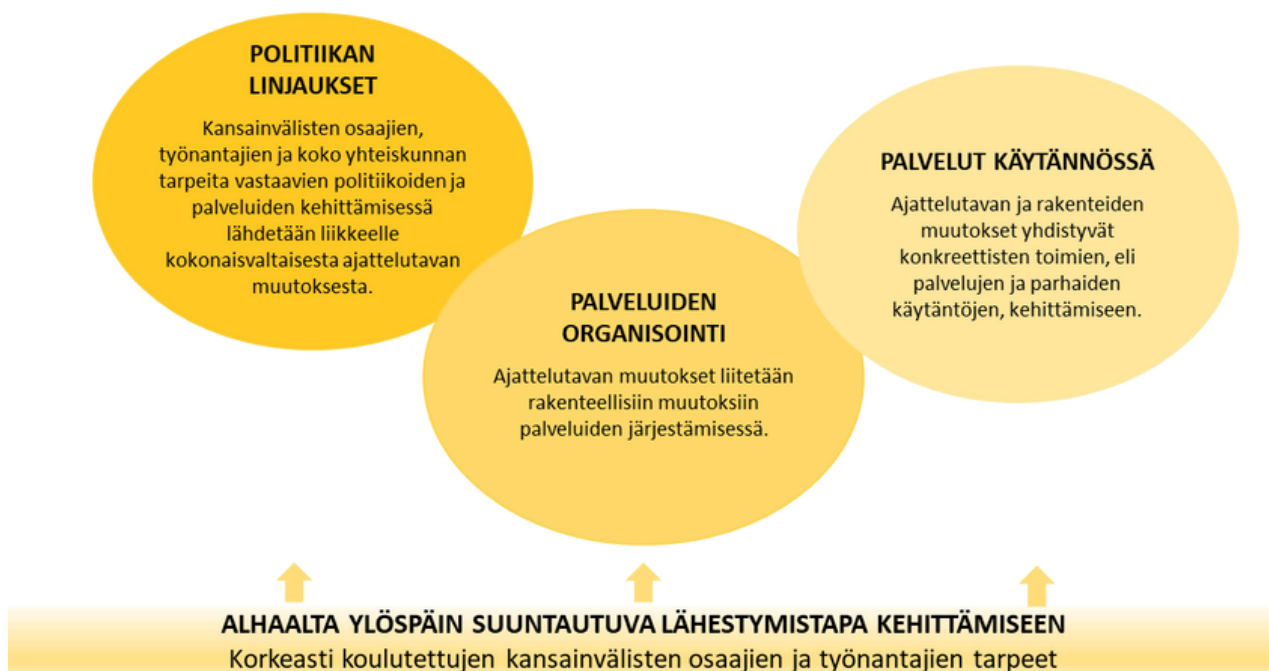 POLITIIKAN
LINJAUKSET
Kansainvälisten osaajien,
työnantajien ja koko yhteiskunnan
tarpeita vastaavien politiikoiden ja
palveluiden kehittämisessä
lähdetään liikkeelle
kokonaisvaltaisesta ajattelutavan
muutoksesta.
PALVELUIDEN
ORGANISOINTI
Ajattelutavan muutokset liitetään
rakenteellisiin muutoksiin
palveluiden järjestämisessä.
PALVELUT KÄYTÄNNÖSSÄ
Ajattelutavan ja rakenteiden
muutokset yhdistyvät
konkreettisten toimien, eli
palvelujen ja parhaiden
käytäntöjen, kehittämiseen.
ALHAALTA YLÖSPÄIN SUUNTAUTUVA LÄHESTYMISTAPA KEHITTÄMISEEN
Korkeasti koulutettujen kansainvälisten osaajien ja työnantajien tarpeet